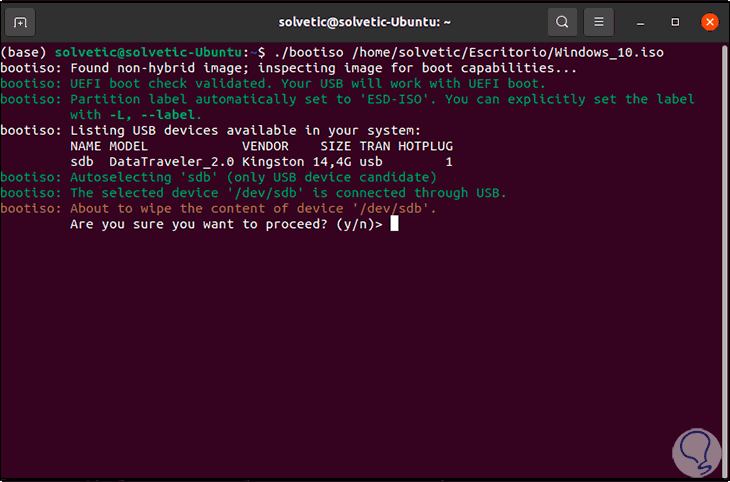 solvetic@solvetic-Ubuntu: ~
(base) solvetic@solvetic-Ubuntu:~$ ./bootiso /home/solvetic/Escritorio/Windows_10.iso
bootiso: Found non-hybrid image; inspecting image for boot capabilities...
bootiso: UEFI boot check validated. Your USB will work with UEFI boot.
bootiso: Partition label automatically set to 'ESD-ISO'. You can explicitly set the label
with -L, --label.
bootiso: Listing USB devices available in your system:
NAME MODEL VENDOR SIZE TRAN HOTPLUG
sdb DataTraveler_2.0 Kingston 14,4G usb 1
bootiso: Autoselecting 'sdb' (only USB device candidate)
bootiso: The selected device '/dev/sdb' is connected through USB.
bootiso: About to wipe the content of device '/dev/sdb'.
Are you sure you want to proceed? (y/n)>